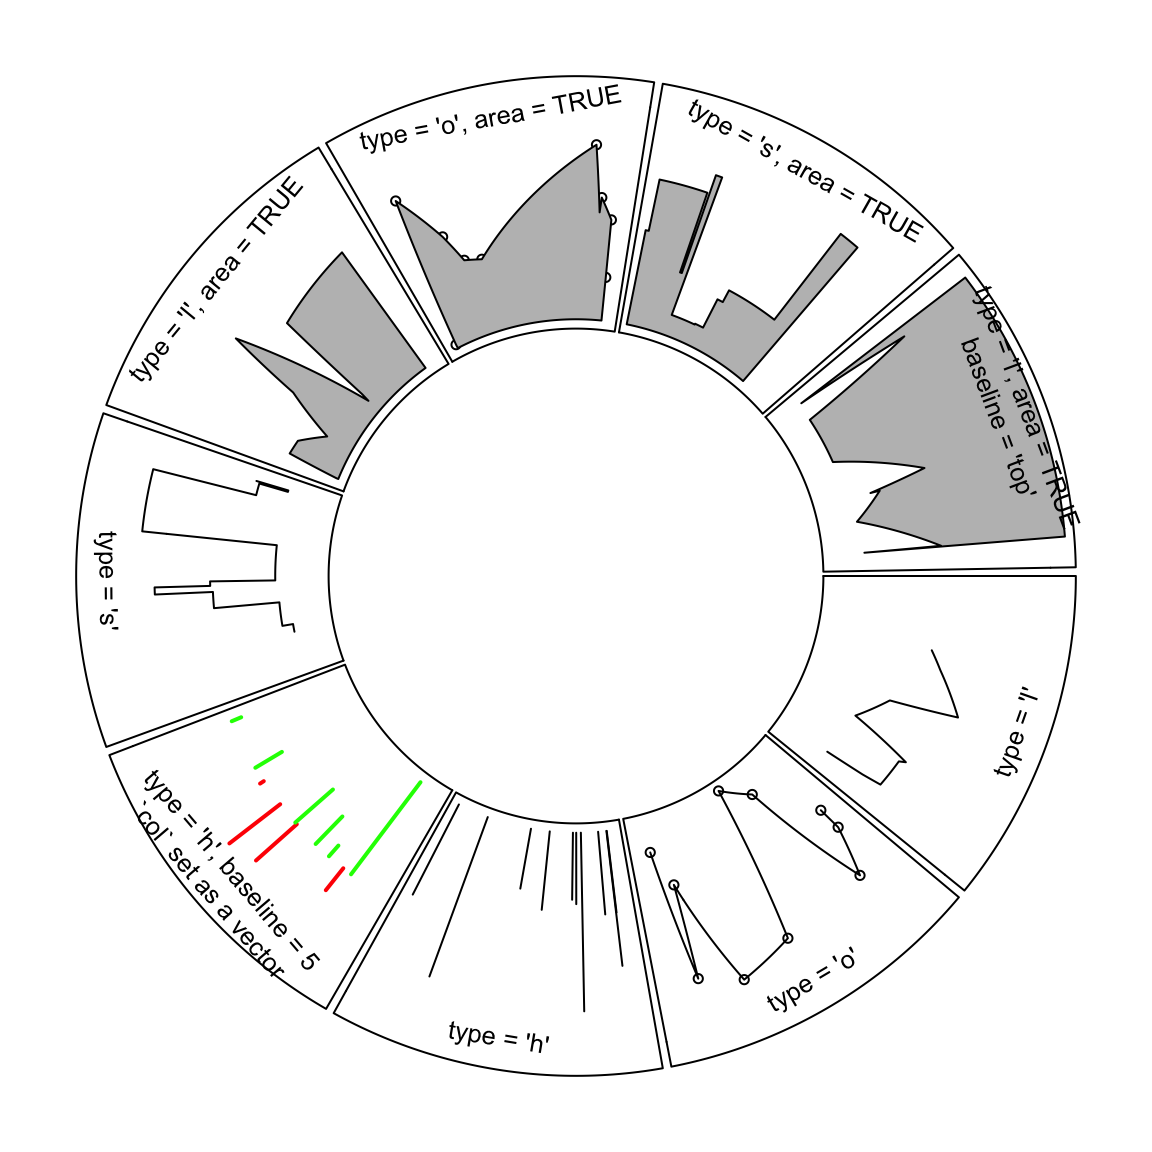 type = 'l'
type = 'o'
type = 'h'
type = 'h', baseline = 5
`col` set as a vector
type = 's'
type = 'l', area = TRUE
type = 'o', area = TRUE
type = 's', area = TRUE
type = 'l', area = TRUE
baseline = 'top'